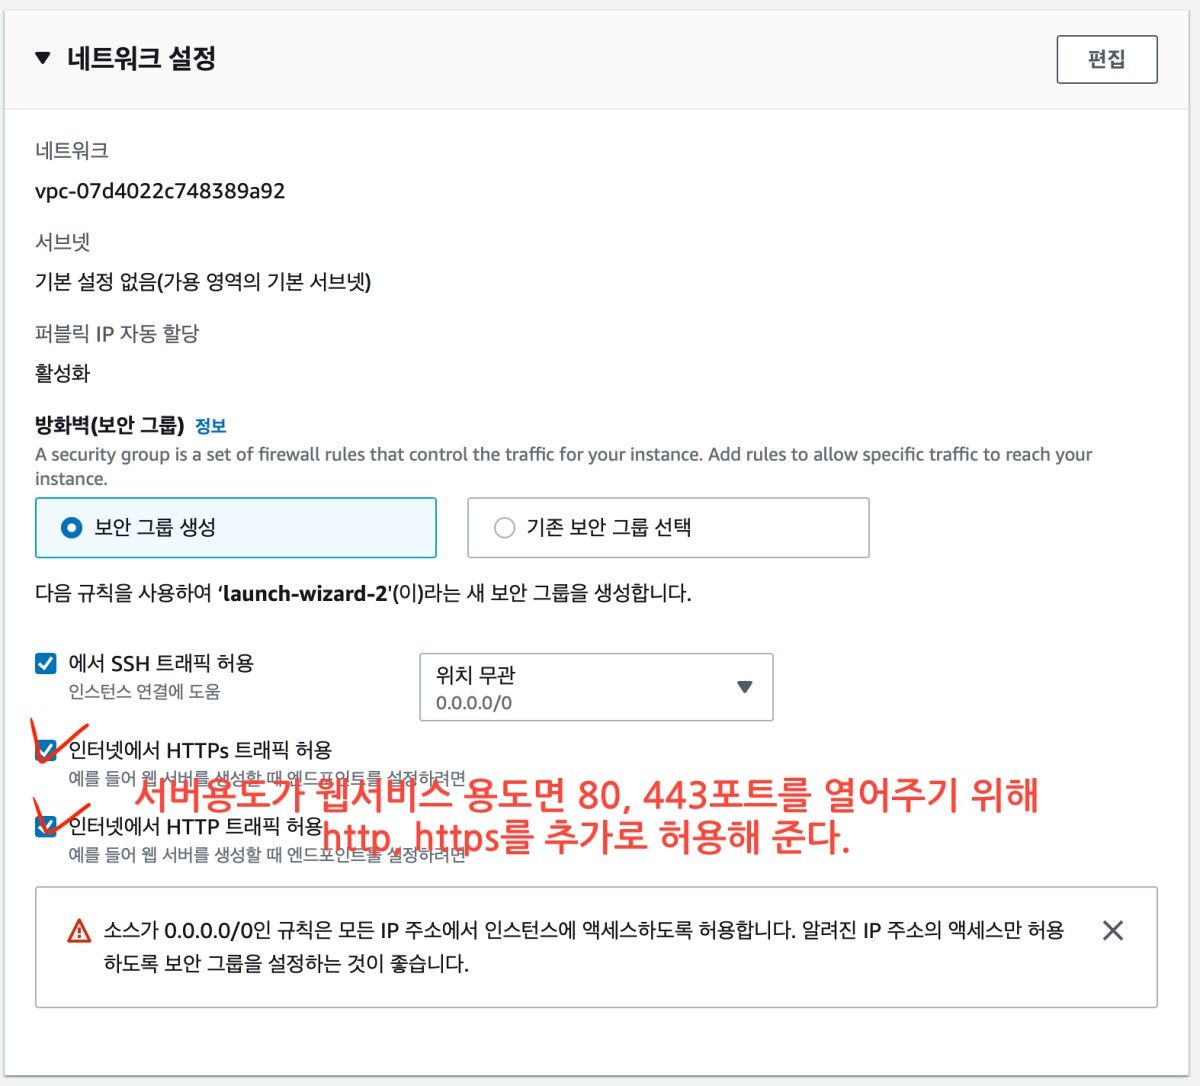 네트워크 설정
편집
네트워크
vpc-07d4022c748389a92
서브넷
기본 설정 없음(가용 영역의 기본 서브넷)
퍼블릭 IP 자동 할당
활성화
방화벽(보안 그룹) 정보
A security group is a set of firewall rules that control the traffic for your instance. Add rules to allow specific traffic to reach your
instance.
보안 그룹 생성
기존 보안 그룹 선택
다음 규칙을 사용하여 ‘launch-wizard-2'(이)라는 새 보안 그룹을 생성합니다.
에서 SSH 트래픽 허용
인스턴스 연결에 도움
위치 무관
0.0.0.0/0
인터넷에서 HTTPs 트래픽 허용
예를 들어 웹 서버를 생성할 때 엔드포인트를 설정하려면
서버용도가 웹서비스 용도면 80, 443포트를 열어주기 위해
인터넷에서 HTTP 트래픽 허용
http, https를 추가로 허용해 준다.
예를 들어 웹 서버를 생성할 때 엔드포인트를 설정하려면
소스가 0.0.0.0/0인 규칙은 모든 IP 주소에서 인스턴스에 액세스하도록 허용합니다. 알려진 IP 주소의 액세스만 허용
하도록 보안 그룹을 설정하는 것이 좋습니다.